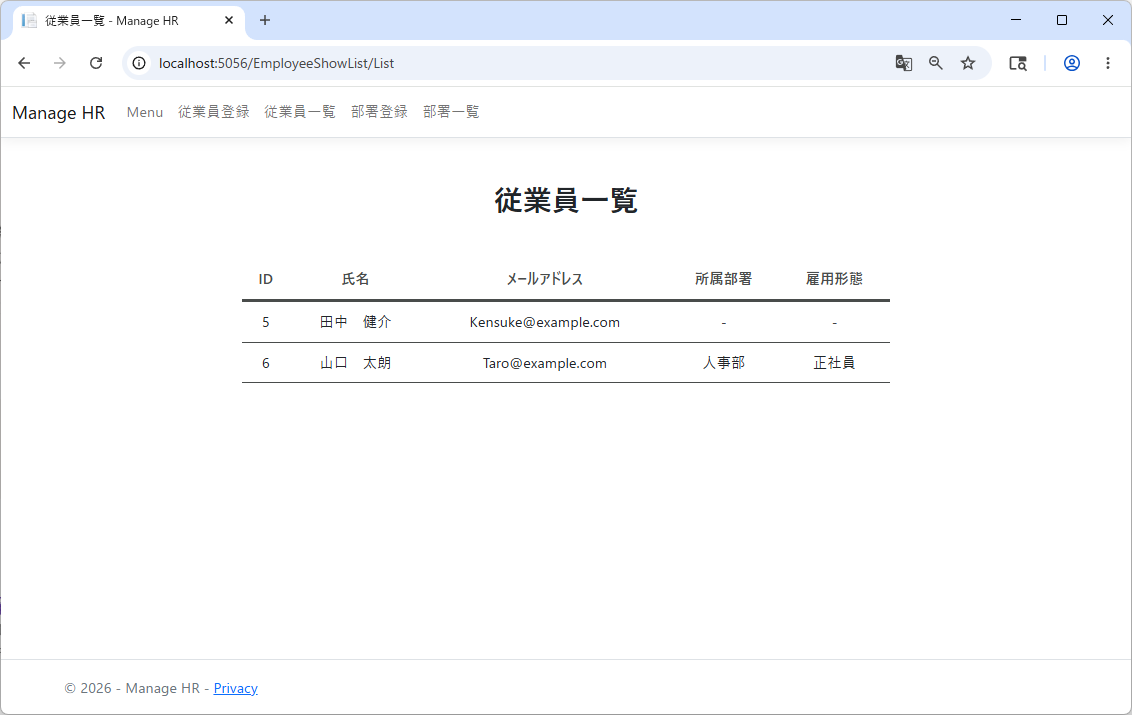 従業員一覧 - Manage HR
localhost:5056/EmployeeShowList/List
Manage HR Menu 従業員登録 従業員一覧 部署登録 部署一覧
従業員一覧
ID 氏名 メールアドレス 所属部署 雇用形態
5 田中　健介 Kensuke@example.com - -
6 山口　太朗 Taro@example.com 人事部 正社員
© 2026 - Manage HR - Privacy